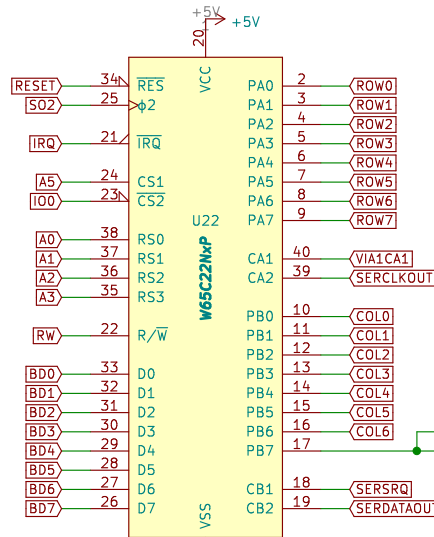 +5V
+5V
20
VCC
RESET 34 RES PA0 2 ROW0
SO2 25 ϕ2 PA1 3 ROW1
PA2 4 ROW2
IRQ 21 IRQ PA3 5 ROW3
PA4 6 ROW4
A5 24 CS1 PA5 7 ROW5
IO0 23 CS2 PA6 8 ROW6
PA7 9 ROW7
U22
W65C22NxP
A0 38 RS0
A1 37 RS1 CA1 40 VIA1CA1
A2 36 RS2 CA2 39 SERCLKOUT
A3 35 RS3
PB0 10 COL0
RW 22 R/W PB1 11 COL1
PB2 12 COL2
BD0 33 D0 PB3 13 COL3
BD1 32 D1 PB4 14 COL4
BD2 31 D2 PB5 15 COL5
BD3 30 D3 PB6 16 COL6
BD4 29 D4 PB7 17
BD5 28 D5
BD6 27 D6 CB1 18 SERSRQ
BD7 26 D7 CB2 19 SERDATAOUT
VSS